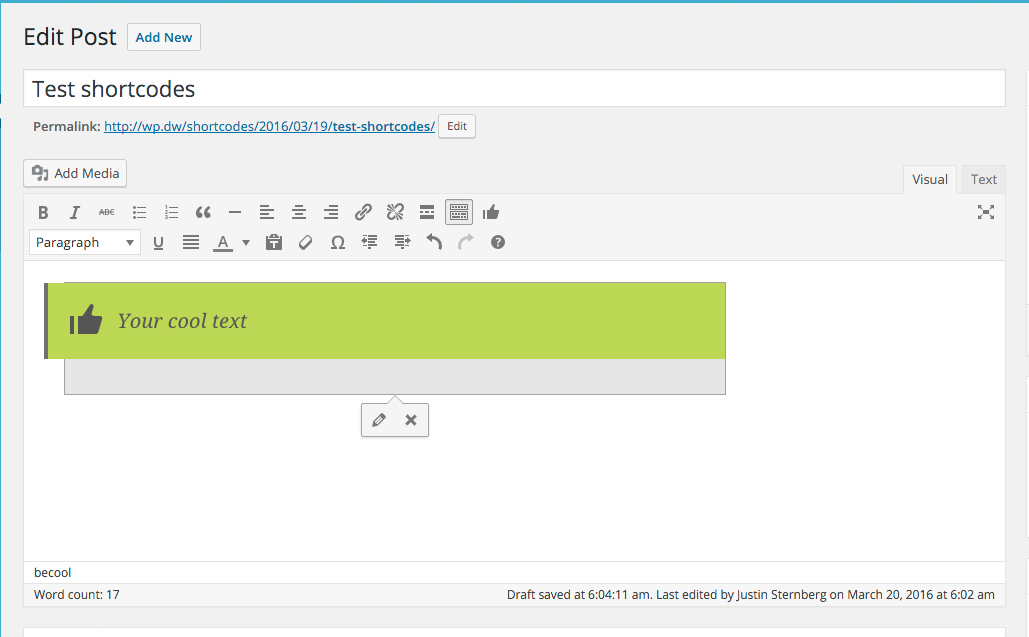 Edit Post Add New
Test shortcodes
Permalink: http://wp.dw/shortcodes/2016/03/19/test-shortcodes/ Edit
Add Media
Visual Text
B I ABC
Paragraph U A Ω ?
Your cool text
becool
Word count: 17 Draft saved at 6:04:11 am. Last edited by Justin Sternberg on March 20, 2016 at 6:02 am